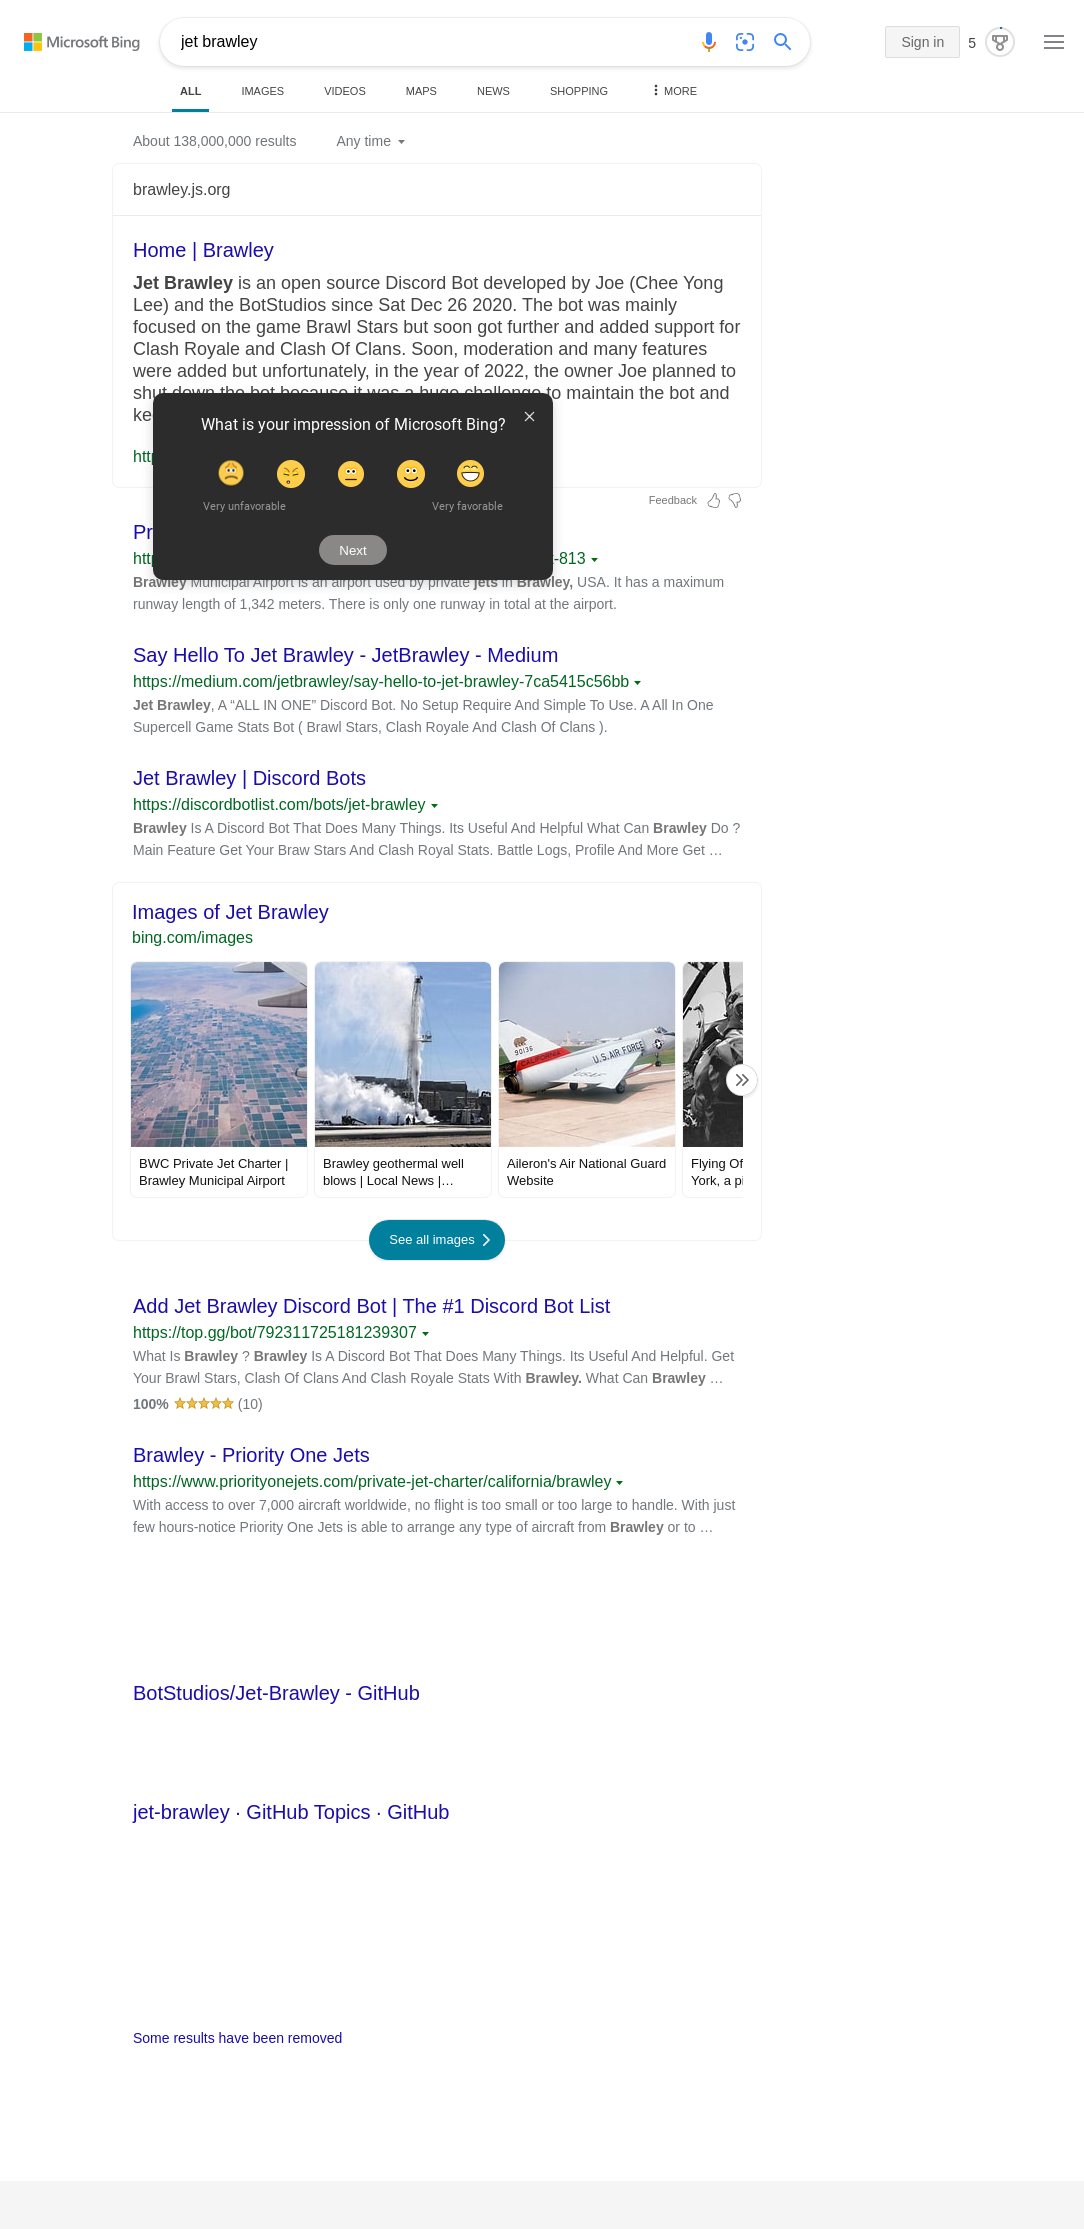 Microsoft Bing
jet brawley
Sign in
5
ALL
IMAGES
VIDEOS
MAPS
NEWS
SHOPPING
MORE
About 138,000,000 results
Any time
brawley.js.org
Home | Brawley
Jet Brawley is an open source Discord Bot developed by Joe (Chee Yong
Lee) and the BotStudios since Sat Dec 26 2020. The bot was mainly
focused on the game Brawl Stars but soon got further and added support for
Clash Royale and Clash Of Clans. Soon, moderation and many features
were added but unfortunately, in the year of 2022, the owner Joe planned to
shut down the bot because it was a huge challenge to maintain the bot and
What is your impression of Microsoft Bing?
Very unfavorable
Very favorable
Next
Feedback
-813
Brawley Municipal Airport is an airport used by private jets in Brawley, USA. It has a maximum
runway length of 1,342 meters. There is only one runway in total at the airport.
Say Hello To Jet Brawley - JetBrawley - Medium
https://medium.com/jetbrawley/say-hello-to-jet-brawley-7ca5415c56bb
Jet Brawley, A “ALL IN ONE” Discord Bot. No Setup Require And Simple To Use. A All In One
Supercell Game Stats Bot ( Brawl Stars, Clash Royale And Clash Of Clans ).
Jet Brawley | Discord Bots
https://discordbotlist.com/bots/jet-brawley
Brawley Is A Discord Bot That Does Many Things. Its Useful And Helpful What Can Brawley Do ?
Main Feature Get Your Braw Stars And Clash Royal Stats. Battle Logs, Profile And More Get …
Images of Jet Brawley
bing.com/images
90136
CALIFORNIA
U.S. AIR FORCE
BWC Private Jet Charter |
Brawley Municipal Airport
Brawley geothermal well
blows | Local News |…
Aileron's Air National Guard
Website
Flying Of
York, a pi
See all images
Add Jet Brawley Discord Bot | The #1 Discord Bot List
https://top.gg/bot/792311725181239307
What Is Brawley ? Brawley Is A Discord Bot That Does Many Things. Its Useful And Helpful. Get
Your Brawl Stars, Clash Of Clans And Clash Royale Stats With Brawley. What Can Brawley …
100% (10)
Brawley - Priority One Jets
https://www.priorityonejets.com/private-jet-charter/california/brawley
With access to over 7,000 aircraft worldwide, no flight is too small or too large to handle. With just
few hours-notice Priority One Jets is able to arrange any type of aircraft from Brawley or to …
BotStudios/Jet-Brawley - GitHub
jet-brawley · GitHub Topics · GitHub
Some results have been removed